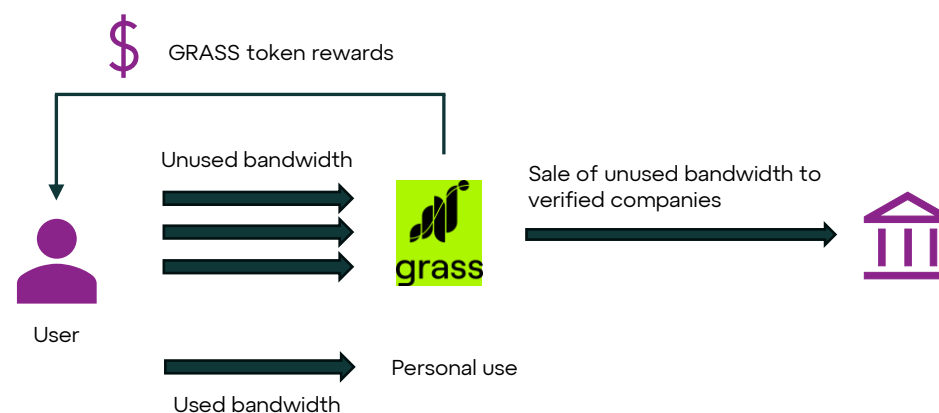 GRASS token rewards
Unused bandwidth
Sale of unused bandwidth to
verified companies
grass
User
Personal use
Used bandwidth